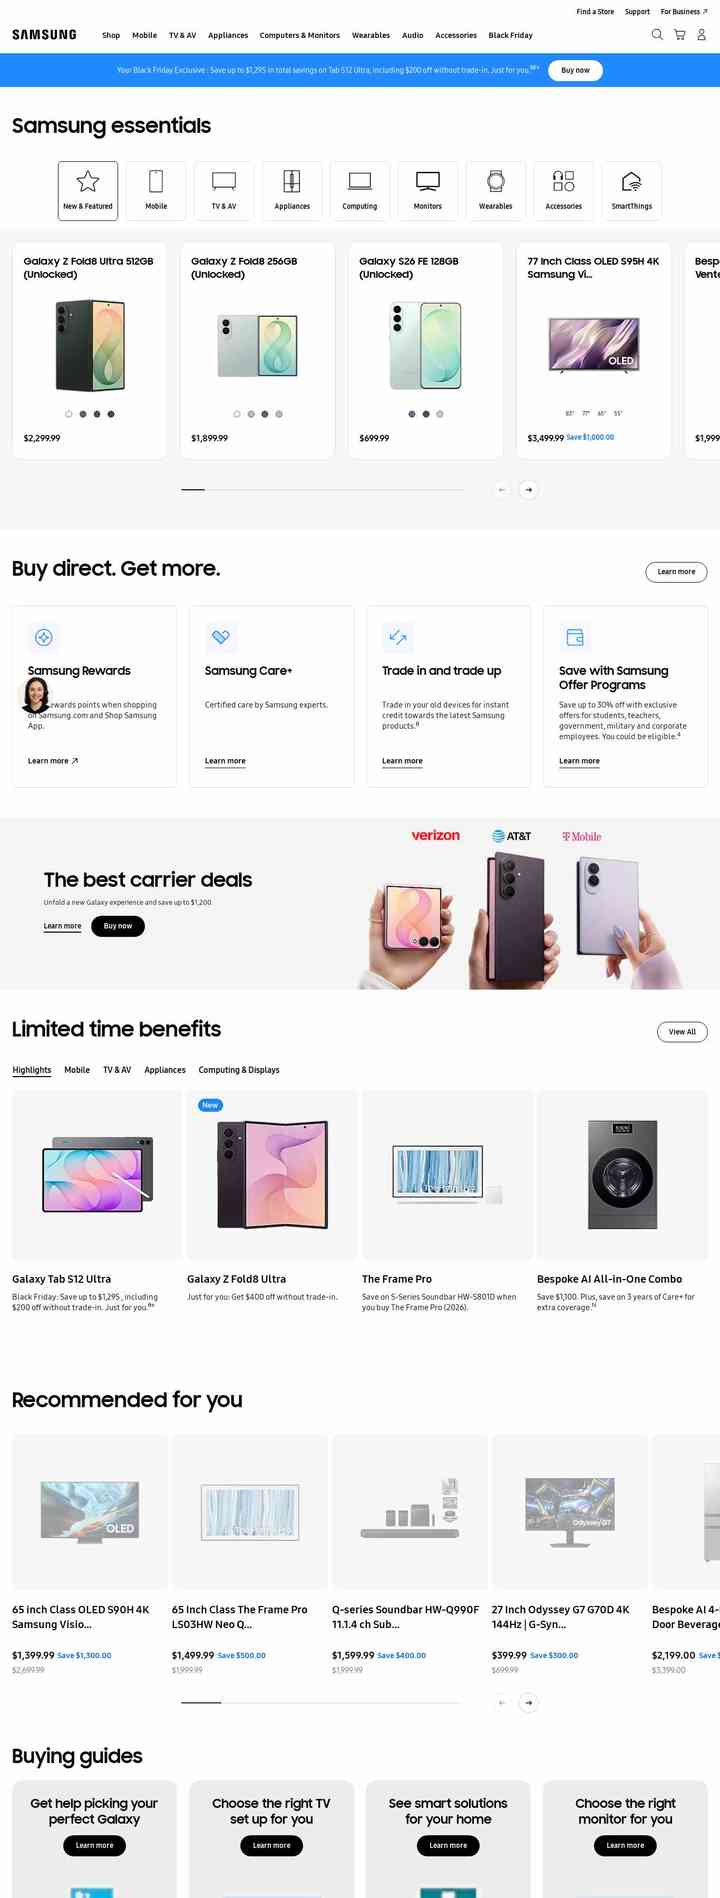 Find a Store Support For Business ↗
SAMSUNG Shop Mobile TV & AV Appliances Computers & Monitors Wearables Audio Accessories Black Friday
Your Black Friday Exclusive : Save up to $1,295 in total savings on Tab S12 Ultra, including $200 off without trade-in. Just for you. Buy now
Samsung essentials
New & Featured Mobile TV & AV Appliances Computing Monitors Wearables Accessories SmartThings
Galaxy Z Fold8 Ultra 512GB
(Unlocked)
$2,299.99
Galaxy Z Fold8 256GB
(Unlocked)
$1,899.99
Galaxy S26 FE 128GB
(Unlocked)
$699.99
77 Inch Class OLED S95H 4K
Samsung Vi...
OLED
83" 77" 65" 55"
$3,499.99 Save $1,000.00
Besp
Vente
$1,999
Buy direct. Get more.
Learn more
Samsung Rewards
wards points when shopping
on Samsung.com and Shop Samsung
App.
Learn more ↗
Samsung Care+
Certified care by Samsung experts.
Learn more
Trade in and trade up
Trade in your old devices for instant
credit towards the latest Samsung
products.
Learn more
Save with Samsung
Offer Programs
Save up to 30% off with exclusive
offers for students, teachers,
government, military and corporate
employees. You could be eligible.
Learn more
verizon AT&T T Mobile
The best carrier deals
Unfold a new Galaxy experience and save up to $1,200.
Learn more Buy now
Limited time benefits
View All
Highlights Mobile TV & AV Appliances Computing & Displays
Galaxy Tab S12 Ultra
Black Friday: Save up to $1,295 , including
$200 off without trade-in. Just for you.
New
Galaxy Z Fold8 Ultra
Just for you: Get $400 off without trade-in.
The Frame Pro
Save on S-Series Soundbar HW-S801D when
you buy The Frame Pro (2026).
Bespoke AI All-in-One Combo
Save $1,100. Plus, save on 3 years of Care+ for
extra coverage.
Recommended for you
OLED
65 Inch Class OLED S90H 4K
Samsung Visio...
$1,399.99 Save $1,300.00
$2,699.99
65 Inch Class The Frame Pro
LS03HW Neo Q...
$1,499.99 Save $500.00
$1,999.99
Q-series Soundbar HW-Q990F
11.1.4 ch Sub...
$1,599.99 Save $400.00
$1,999.99
Odyssey G7
27 Inch Odyssey G7 G70D 4K
144Hz | G-Syn...
$399.99 Save $300.00
$699.99
Bespoke AI 4-
Door Beverage
$2,199.00 Save $
$3,399.00
Buying guides
Get help picking your
perfect Galaxy
Learn more
Choose the right TV
set up for you
Learn more
See smart solutions
for your home
Learn more
Choose the right
monitor for you
Learn more